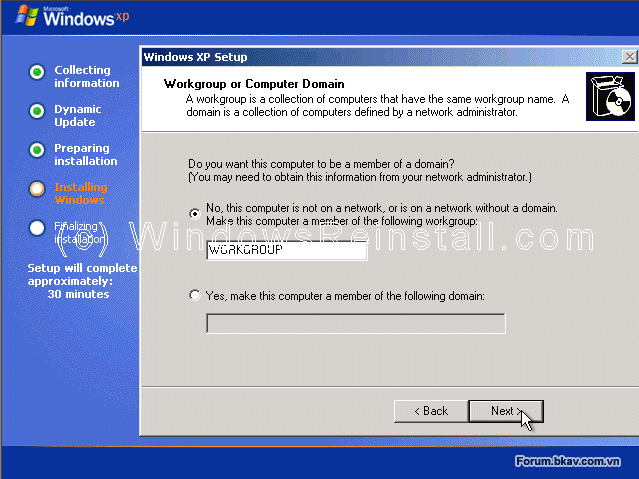 Microsoft
Windows xp
Collecting
information
Dynamic
Update
Preparing
installation
Installing
Windows
Finalizing
installation
Setup will complete
approximately:
30 minutes
Windows XP Setup
Workgroup or Computer Domain
A workgroup is a collection of computers that have the same workgroup name. A
domain is a collection of computers defined by a network administrator.
Do you want this computer to be a member of a domain?
(You may need to obtain this information from your network administrator.)
No, this computer is not on a network, or is on a network without a domain.
Make this computer a member of the following workgroup:
WORKGROUP
Yes, make this computer a member of the following domain:
< Back
Next >
(c) WindowsReinstall.com
Forum.bkav.com.vn